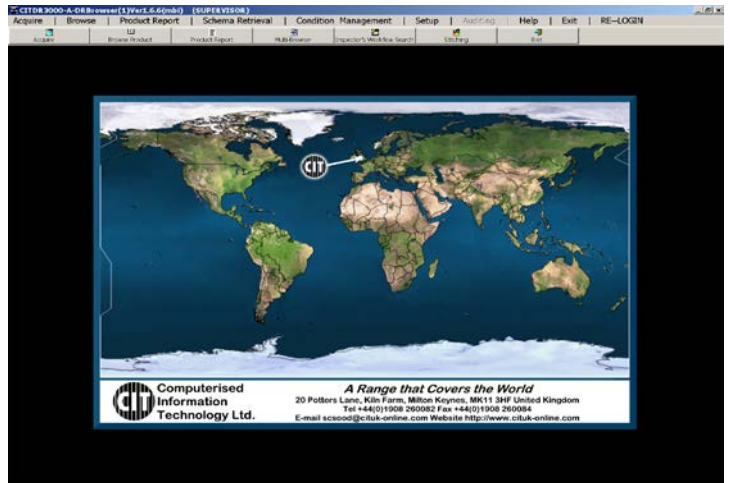 CITDR3000-A-DRBrowser(1)Ver1.6.6(mbi) (SUPERVISOR)
Acquire | Browse | Product Report | Schema Retrieval | Condition Management | Setup | Auditing | Help | Exit | RE-LOGIN
Acquire Browse Product Product Report Multi-Browser Inspector's Workflow Search Stitching Exit
CIT
CIT
Computerised
Information
Technology Ltd.
A Range that Covers the World
20 Potters Lane, Kiln Farm, Milton Keynes, MK11 3HF United Kingdom
Tel +44(0)1908 260082 Fax +44(0)1908 260084
E-mail scsood@cituk-online.com Website http://www.cituk-online.com